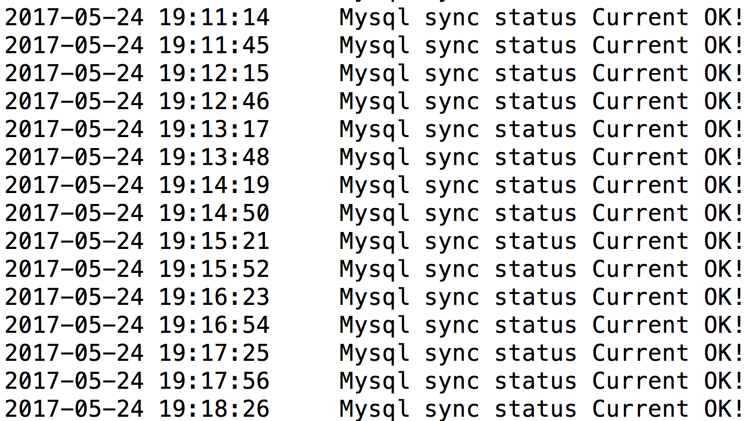 2017-05-24 19:11:14 Mysql sync status Current OK!
2017-05-24 19:11:45 Mysql sync status Current OK!
2017-05-24 19:12:15 Mysql sync status Current OK!
2017-05-24 19:12:46 Mysql sync status Current OK!
2017-05-24 19:13:17 Mysql sync status Current OK!
2017-05-24 19:13:48 Mysql sync status Current OK!
2017-05-24 19:14:19 Mysql sync status Current OK!
2017-05-24 19:14:50 Mysql sync status Current OK!
2017-05-24 19:15:21 Mysql sync status Current OK!
2017-05-24 19:15:52 Mysql sync status Current OK!
2017-05-24 19:16:23 Mysql sync status Current OK!
2017-05-24 19:16:54 Mysql sync status Current OK!
2017-05-24 19:17:25 Mysql sync status Current OK!
2017-05-24 19:17:56 Mysql sync status Current OK!
2017-05-24 19:18:26 Mysql sync status Current OK!